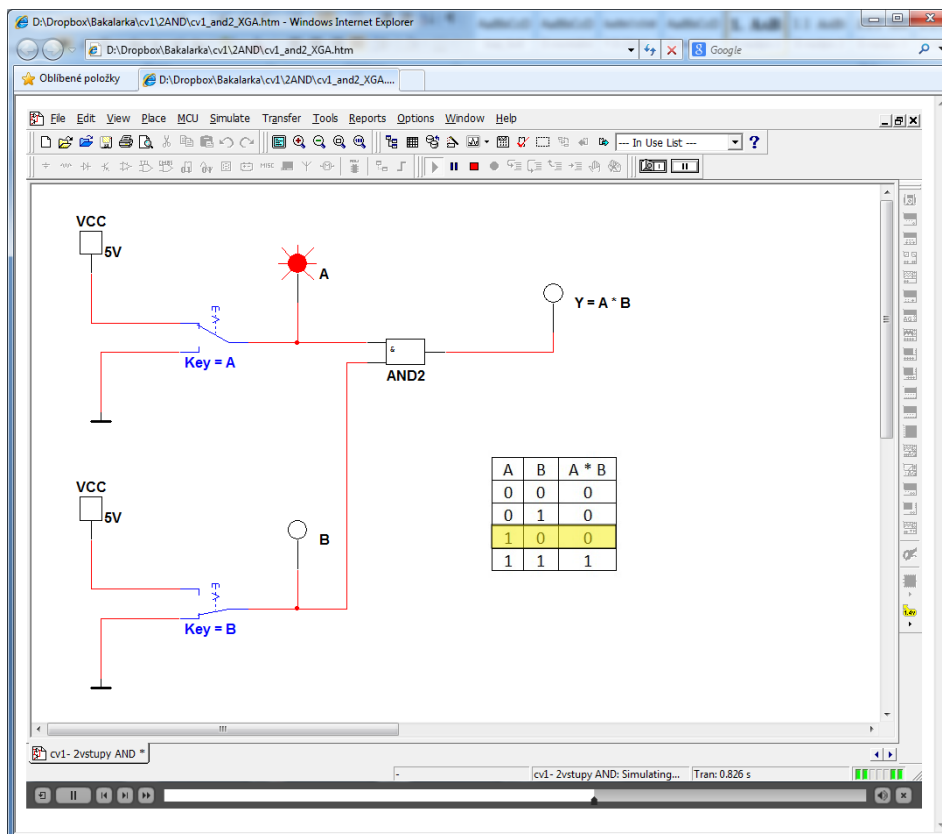 D:\Dropbox\Bakalarka\cv1\2AND\cv1_and2_XGA.htm - Windows Internet Explorer
D:\Dropbox\Bakalarka\cv1\2AND\cv1_and2_XGA.htm
Google
Oblíbené položky
D:\Dropbox\Bakalarka\cv1\2AND\cv1_and2_XGA....
File Edit View Place MCU Simulate Transfer Tools Reports Options Window Help
--- In Use List ---
MISC
VCC
5V
A
Y = A * B
Key = A
&
AND2
A B A * B
0 0 0
0 1 0
1 0 0
1 1 1
VCC
5V
B
Key = B
cv1- 2vstupy AND *
-
cv1- 2vstupy AND: Simulating...
Tran: 0.826 s